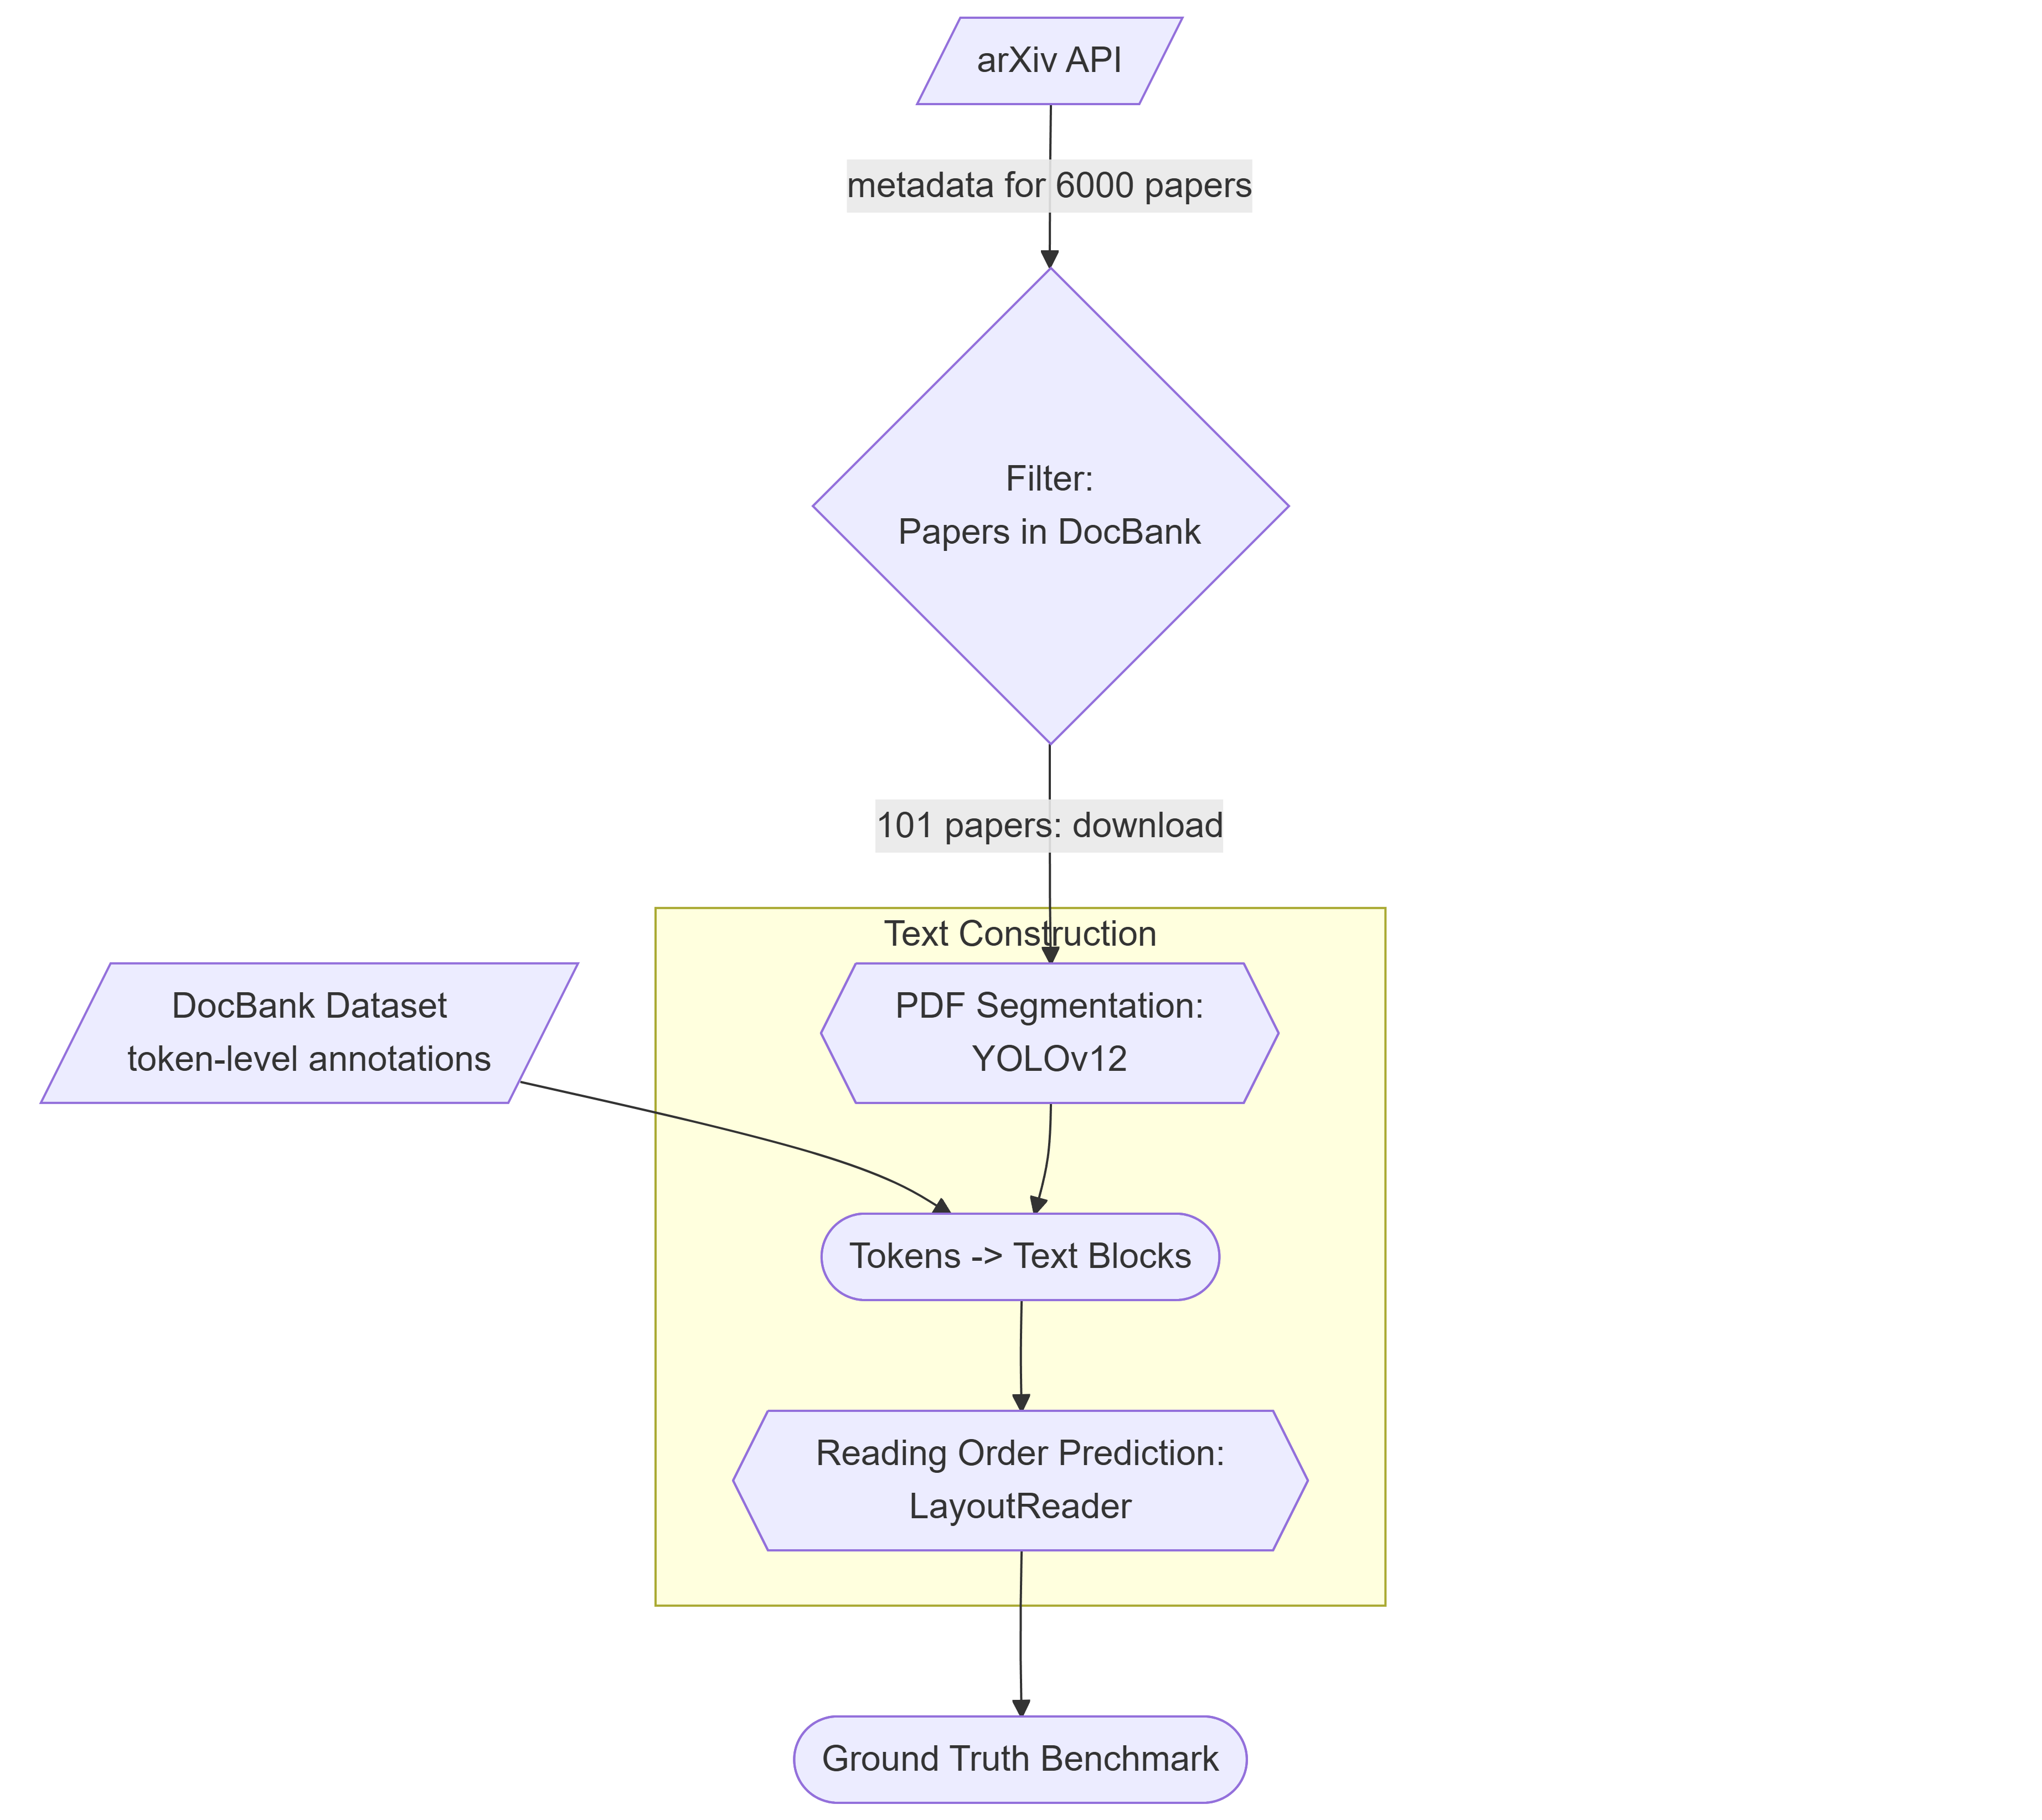 arXiv API
metadata for 6000 papers
Filter:
Papers in DocBank
101 papers: download
Text Construction
DocBank Dataset
token-level annotations
PDF Segmentation:
YOLOv12
Tokens -> Text Blocks
Reading Order Prediction:
LayoutReader
Ground Truth Benchmark